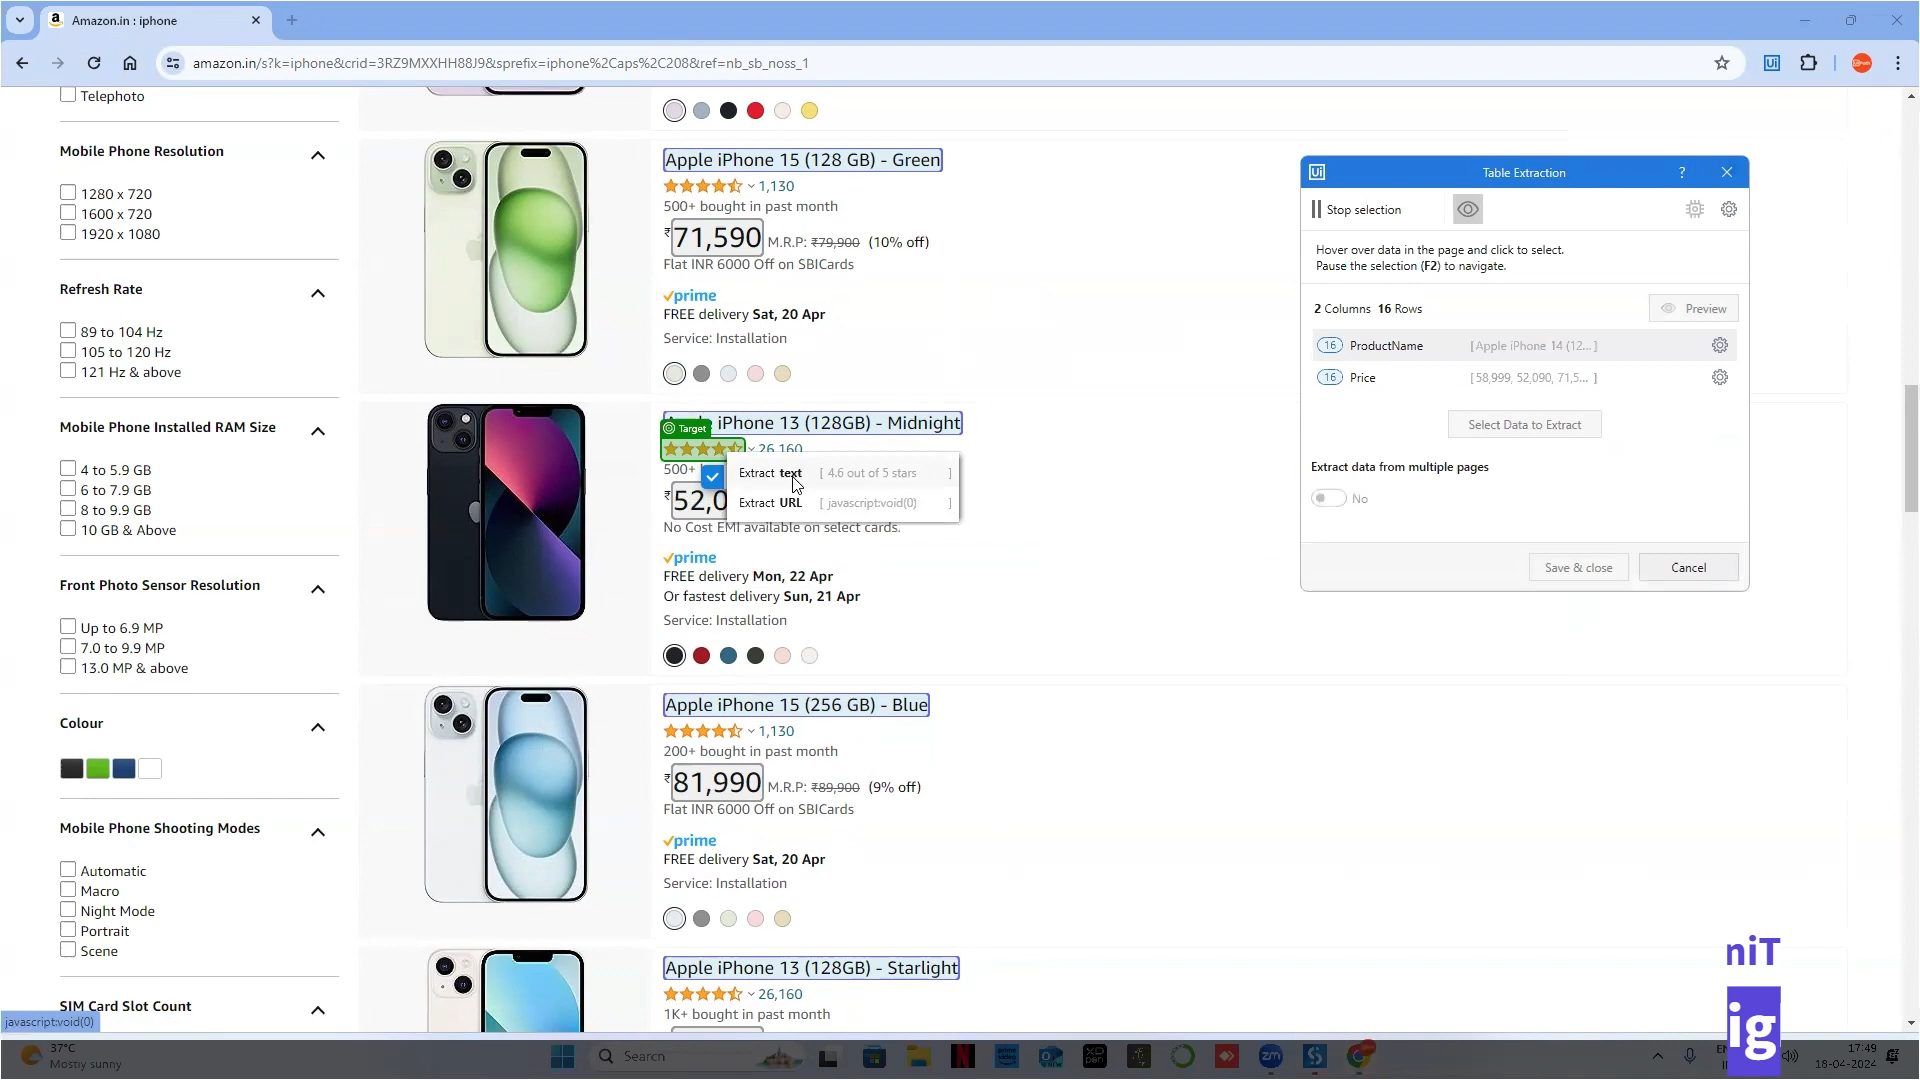 Amazon.in : iphone
amazon.in/s?k=iphone&crid=3RZ9MXXHH88J9&sprefix=iphone%2Caps%2C208&ref=nb_sb_noss_1
Ui
Telephoto
Mobile Phone Resolution
1280 x 720
1600 x 720
1920 x 1080
Refresh Rate
89 to 104 Hz
105 to 120 Hz
121 Hz & above
Mobile Phone Installed RAM Size
4 to 5.9 GB
6 to 7.9 GB
8 to 9.9 GB
10 GB & Above
Front Photo Sensor Resolution
Up to 6.9 MP
7.0 to 9.9 MP
13.0 MP & above
Colour
Mobile Phone Shooting Modes
Automatic
Macro
Night Mode
Portrait
Scene
SIM Card Slot Count
javascript:void(0)
Apple iPhone 15 (128 GB) - Green
1,130
500+ bought in past month
₹71,590 M.R.P: ₹79,900 (10% off)
Flat INR 6000 Off on SBICards
prime
FREE delivery Sat, 20 Apr
Service: Installation
iPhone 13 (128GB) - Midnight
Target
26,160
500+
Extract text [ 4.6 out of 5 stars ]
₹52,0
Extract URL [ javascript:void(0) ]
No Cost EMI available on select cards.
prime
FREE delivery Mon, 22 Apr
Or fastest delivery Sun, 21 Apr
Service: Installation
Apple iPhone 15 (256 GB) - Blue
1,130
200+ bought in past month
₹81,990 M.R.P: ₹89,900 (9% off)
Flat INR 6000 Off on SBICards
prime
FREE delivery Sat, 20 Apr
Service: Installation
Apple iPhone 13 (128GB) - Starlight
26,160
1K+ bought in past month
Ui Table Extraction ?
Stop selection
Hover over data in the page and click to select.
Pause the selection (F2) to navigate.
2 Columns 16 Rows Preview
16 ProductName [ Apple iPhone 14 (12... ]
16 Price [ 58,999, 52,090, 71,5... ]
Select Data to Extract
Extract data from multiple pages
No
Save & close Cancel
niT
ig
37°C
Mostly sunny
Search
17:49
18-04-2024